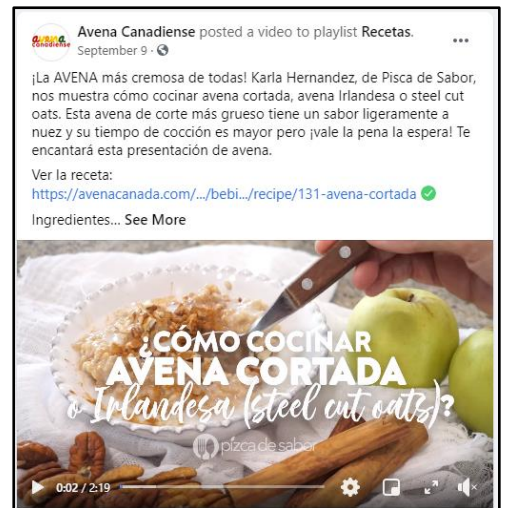 avena
canadiense
Avena Canadiense posted a video to playlist Recetas.
September 9 ·
¡La AVENA más cremosa de todas! Karla Hernandez, de Pisca de Sabor,
nos muestra cómo cocinar avena cortada, avena Irlandesa o steel cut
oats. Esta avena de corte más grueso tiene un sabor ligeramente a
nuez y su tiempo de cocción es mayor pero ¡vale la pena la espera! Te
encantará esta presentación de avena.
Ver la receta:
https://avenacanada.com/.../bebi.../recipe/131-avena-cortada
Ingredientes... See More
¿CÓMO COCINAR
AVENA CORTADA
o Irlandesa (steel cut oats)?
pizca de sabor
0:02 / 2:19